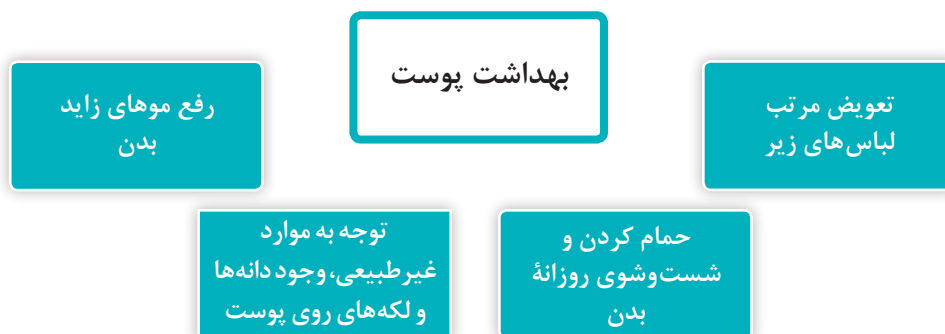 بهداشت پوست
تعویض مرتب
لباس‌های زیر
حمام کردن و
شست‌وشوی روزانهٔ
بدن
توجه به موارد
غیرطبیعی، وجود دانه‌ها
و لکه‌های روی پوست
رفع موهای زاید
بدن